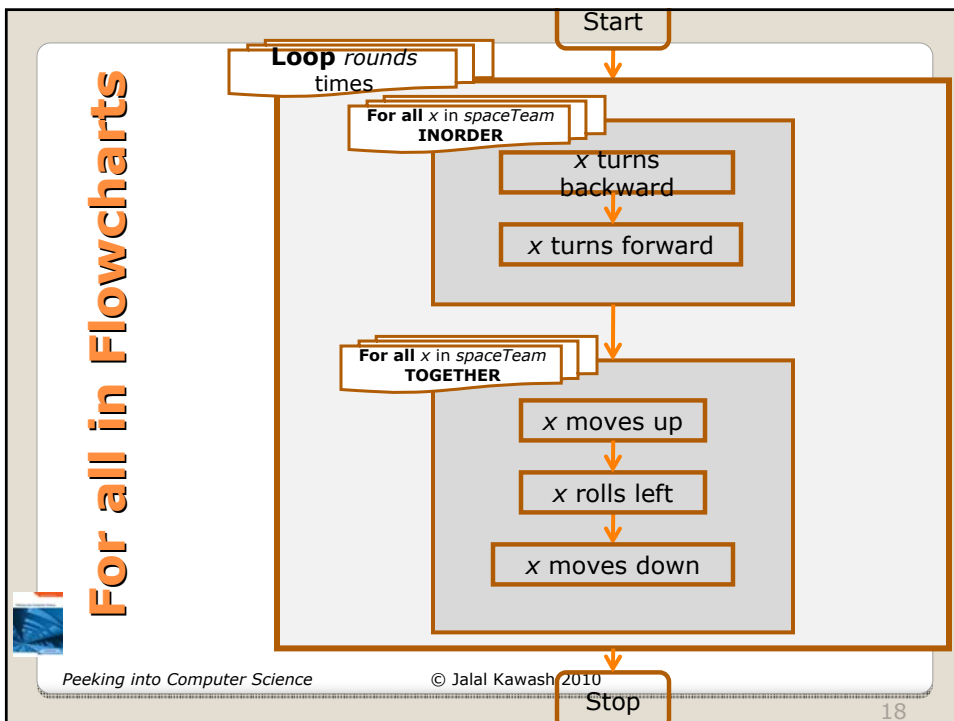 For all in Flowcharts
Start
Loop rounds
times
For all x in spaceTeam
INORDER
x turns
backward
x turns forward
For all x in spaceTeam
TOGETHER
x moves up
x rolls left
x moves down
Stop
Peeking into Computer Science
© Jalal Kawash 2010
18